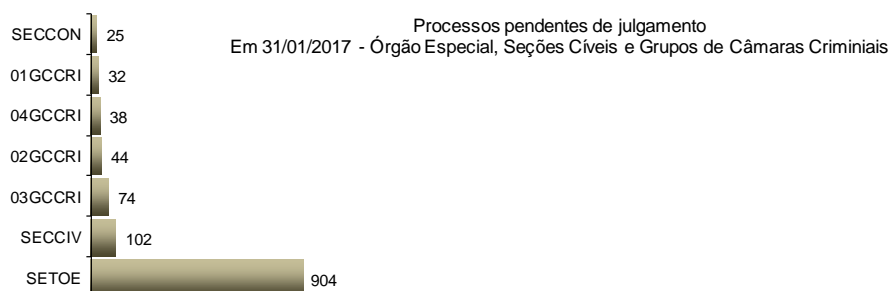 Processos pendentes de julgamento
Em 31/01/2017 - Órgão Especial, Seções Cíveis e Grupos de Câmaras Criminiais
SECCON 25
01GCCRI 32
04GCCRI 38
02GCCRI 44
03GCCRI 74
SECCIV 102
SETOE 904